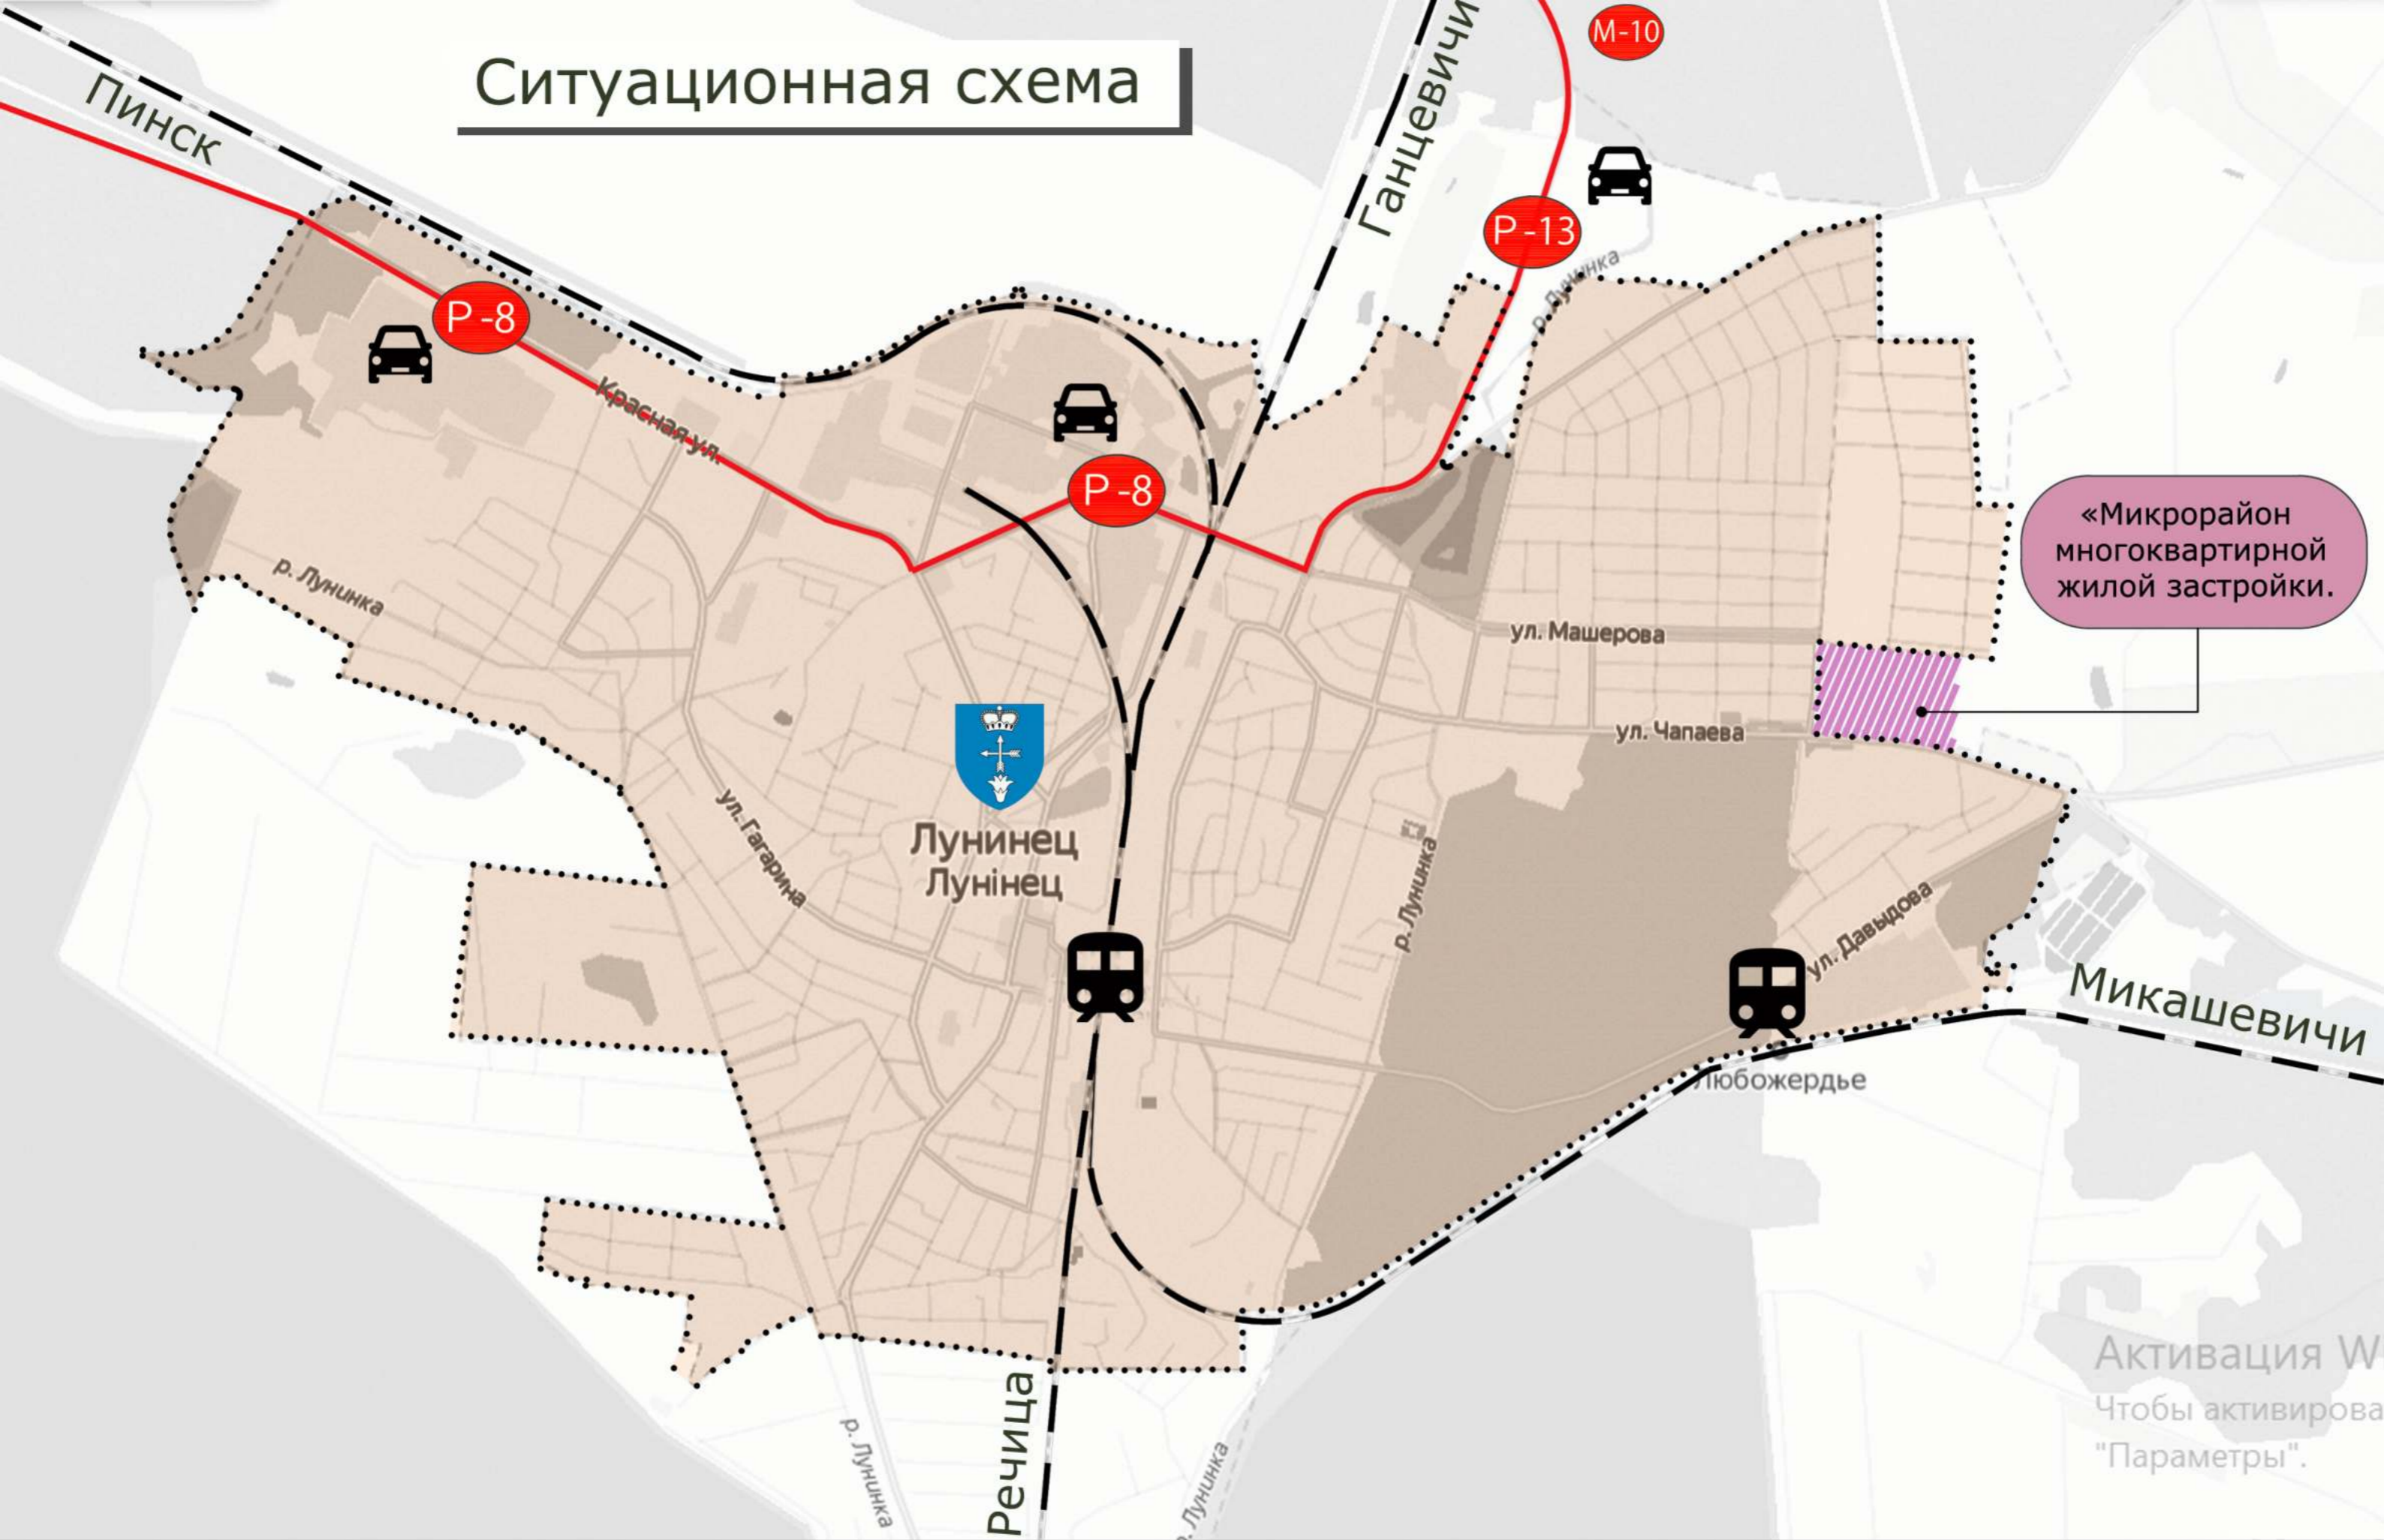 М-10
Ситуационная схема
Пинск
Ганцевичи
Р-13
р. Лунинка
Р-8
Красная ул.
Р-8
«Микрорайон
многоквартирной
жилой застройки.
р. Лунинка
ул. Машерова
ул. Чапаева
ул. Гагарина
Лунинец
Лунінец
р. Лунинка
ул. Давыдова
Микашевичи
Любожердье
Речица
р. Лунинка
р. Лунинка
Активация W
Чтобы активирова
"Параметры".